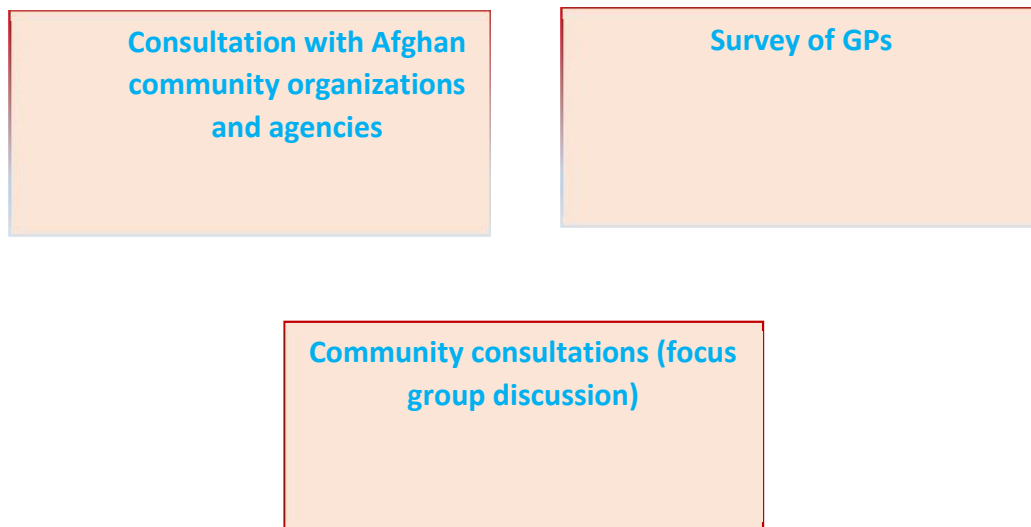 Consultation with Afghan
community organizations
and agencies
Survey of GPs
Community consultations (focus
group discussion)